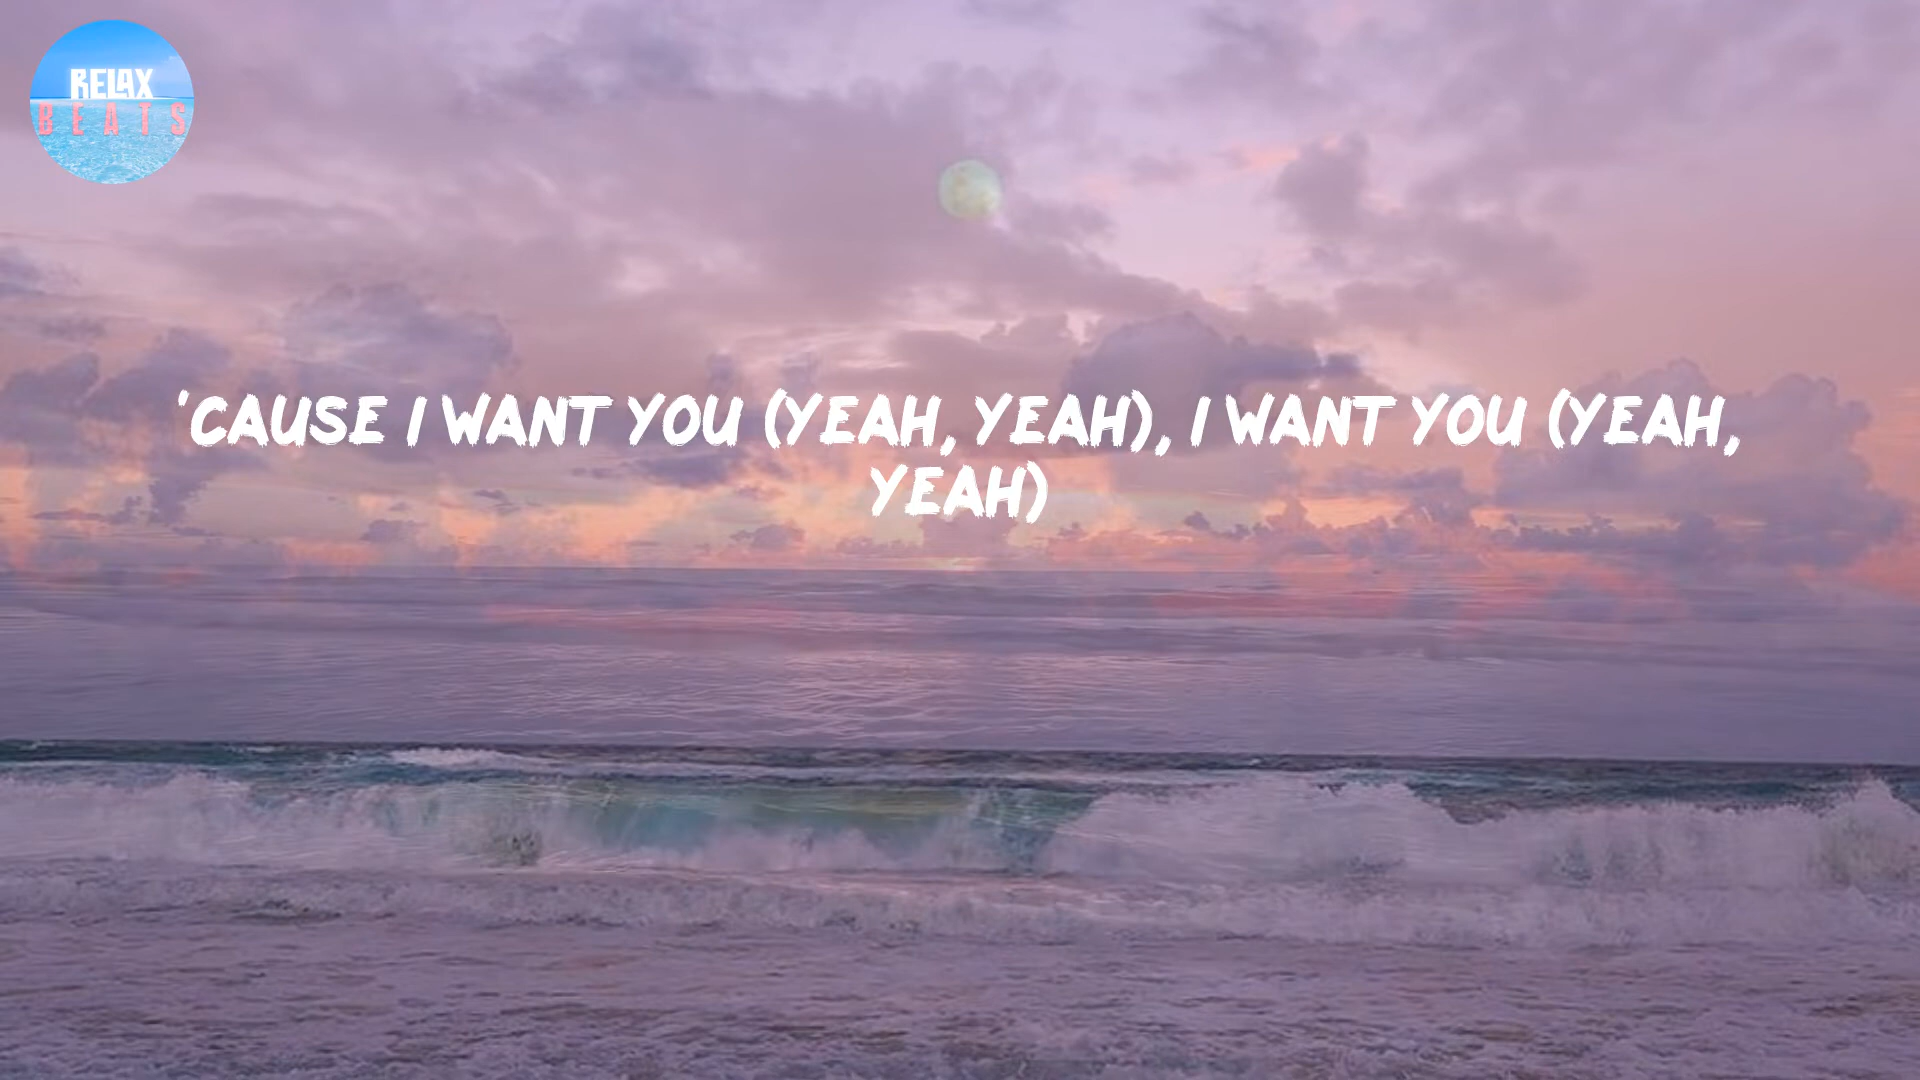 RELAX
BEATS
'CAUSE I WANT YOU (YEAH, YEAH), I WANT YOU (YEAH,
YEAH)